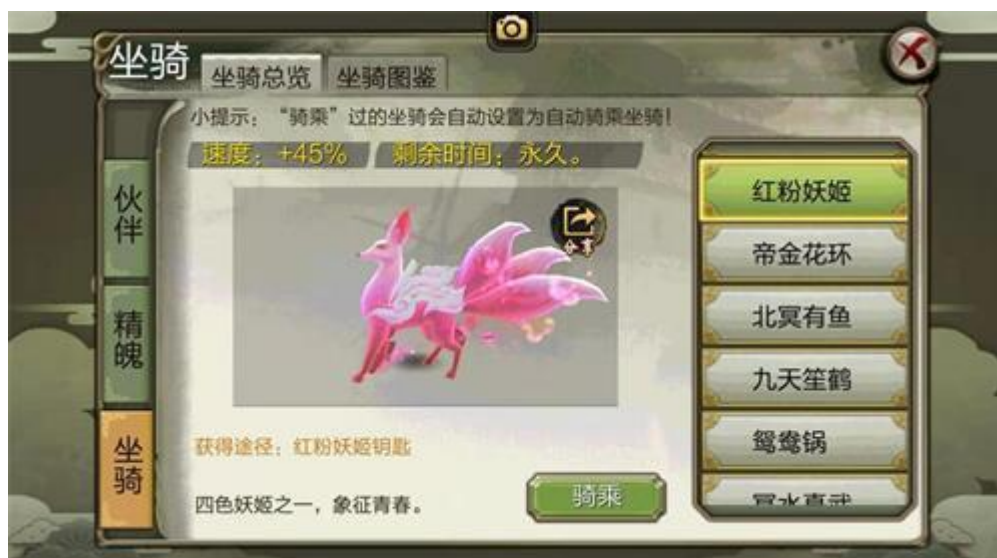 坐骑
坐骑总览
坐骑图鉴
小提示：“骑乘”过的坐骑会自动设置为自动骑乘坐骑！
速度：+45%
剩余时间：永久。
伙伴
精魄
坐骑
分享
获得途径：红粉妖姬钥匙
四色妖姬之一，象征青春。
骑乘
红粉妖姬
帝金花环
北冥有鱼
九天笙鹤
鸳鸯锅